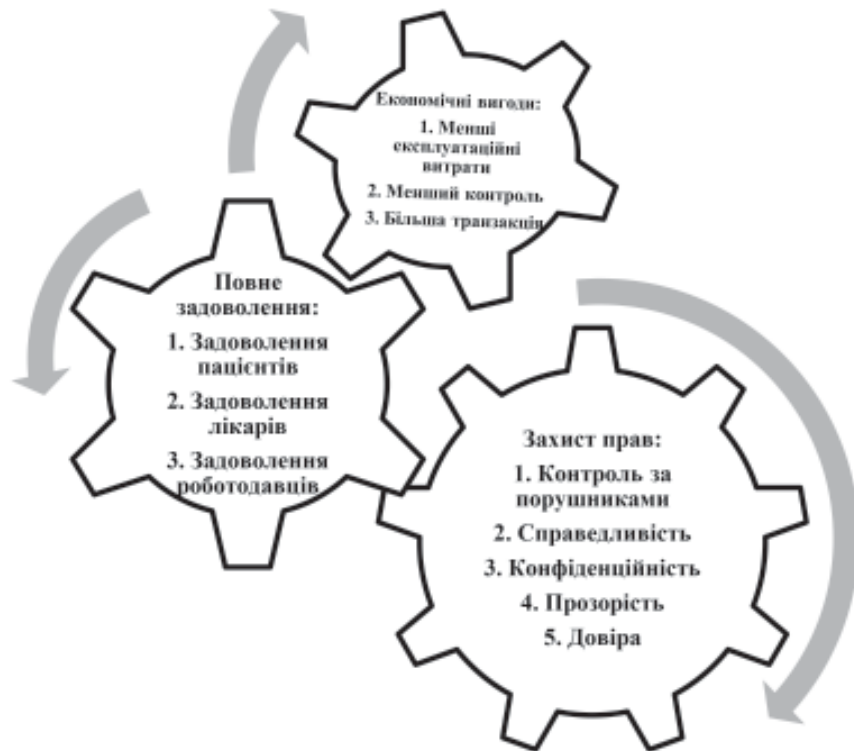 Економічні вигоди:
1. Менші
експлуатаційні
витрати
2. Менший контроль
3. Більша транзакція
Повне
задоволення:
1. Задоволення
пацієнтів
2. Задоволення
лікарів
3. Задоволення
роботодавців
Захист прав:
1. Контроль за
порушниками
2. Справедливість
3. Конфіденційність
4. Прозорість
5. Довіра